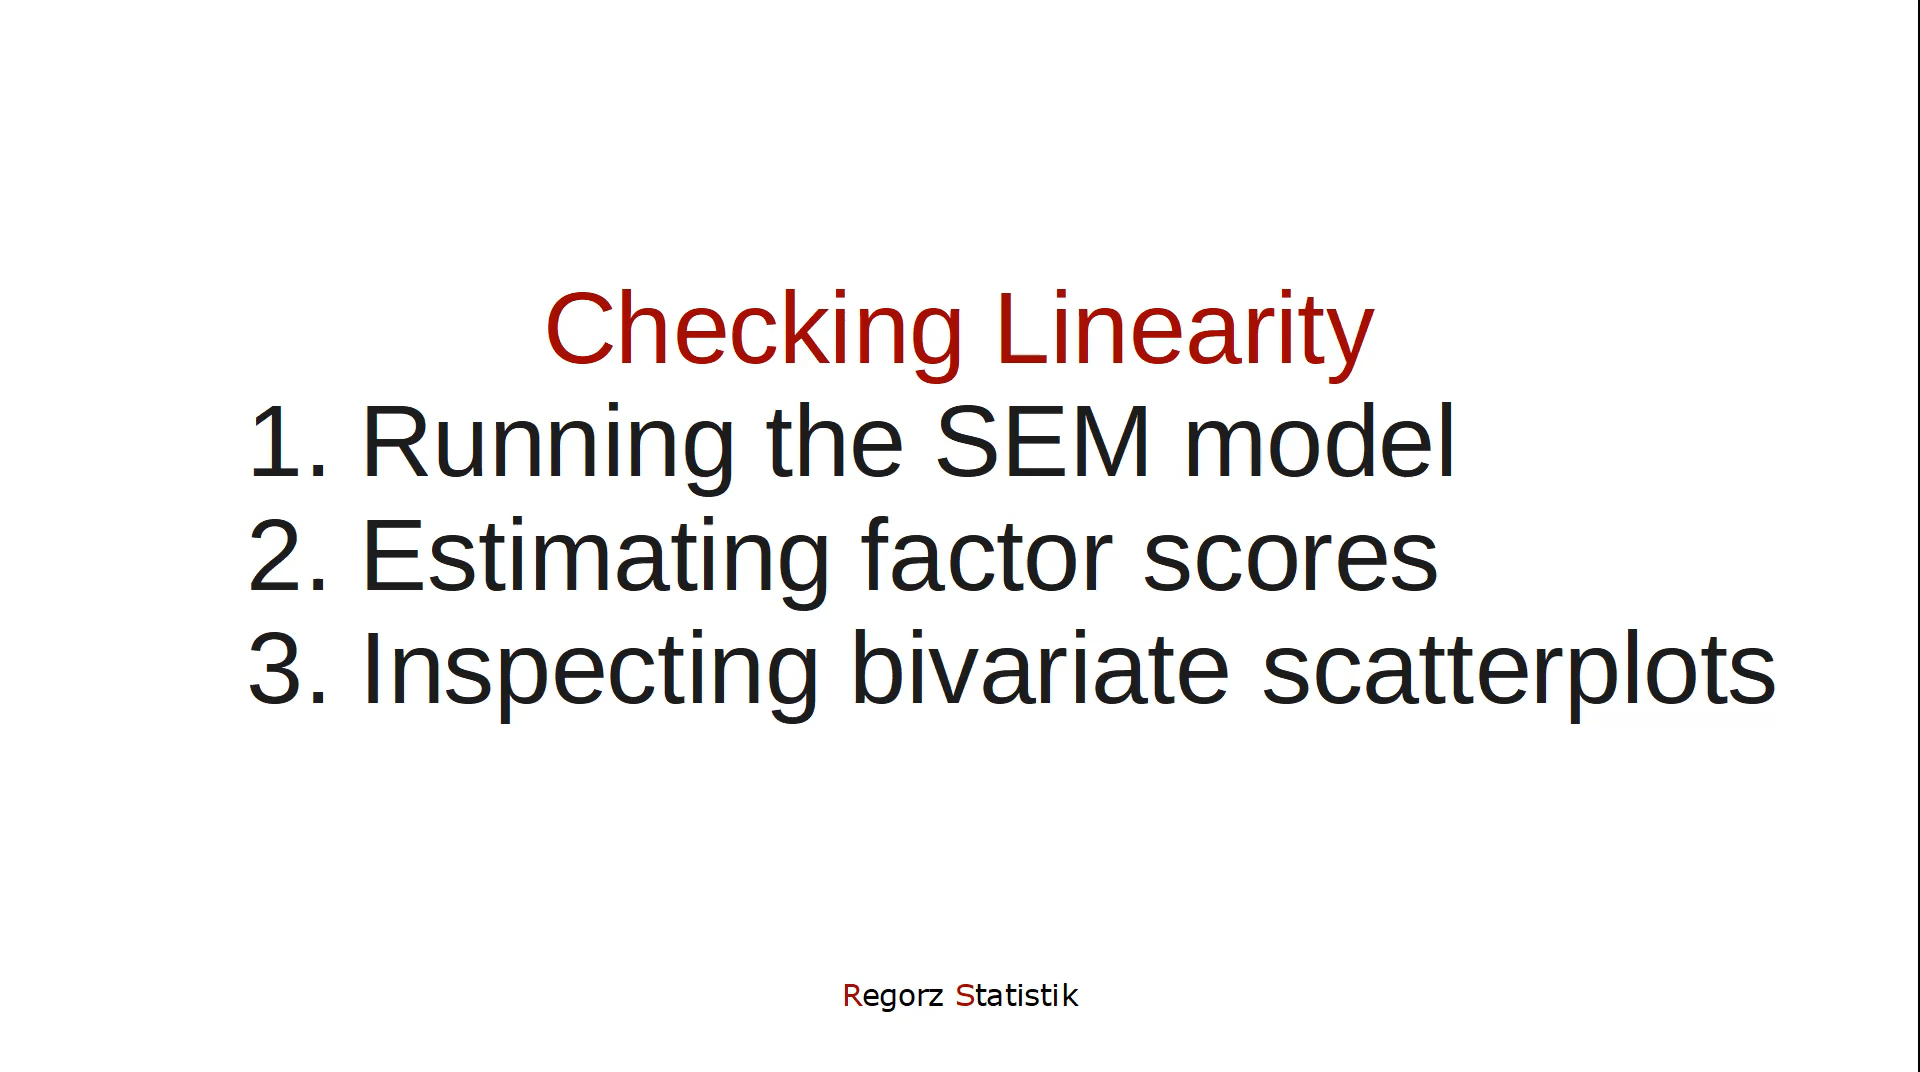 Checking Linearity
1. Running the SEM model
2. Estimating factor scores
3. Inspecting bivariate scatterplots
Regorz Statistik